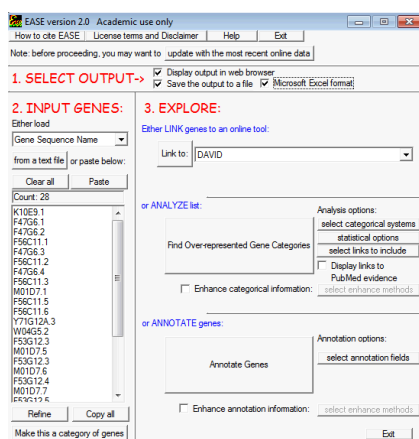 EASE version 2.0 Academic use only
How to cite EASE License terms and Disclaimer Help Exit
Note: before proceeding, you may want to update with the most recent online data
1. SELECT OUTPUT->
Display output in web browser
Save the output to a file Microsoft Excel format
2. INPUT GENES:
Either load
Gene Sequence Name
from a text file or paste below:
Clear all Paste
Count: 28
K10E9.1
F47G6.1
F47G6.2
F56C11.1
F47G6.3
F56C11.2
F47G6.4
F56C11.3
M01D7.1
F56C11.5
F56C11.6
Y71G12A.3
W04G5.2
F53G12.3
M01D7.5
F53G12.3
M01D7.6
F53G12.4
M01D7.7
F53G12.5
Refine Copy all
Make this a category of genes
3. EXPLORE:
Either LINK genes to an online tool:
Link to: DAVID
or ANALYZE list:
Find Over-represented Gene Categories
Analysis options:
select categorical systems
statistical options
select links to include
Display links to
PubMed evidence
Enhance categorical information: select enhance methods
or ANNOTATE genes:
Annotate Genes
Annotation options:
select annotation fields
Enhance annotation information: select enhance methods
Exit